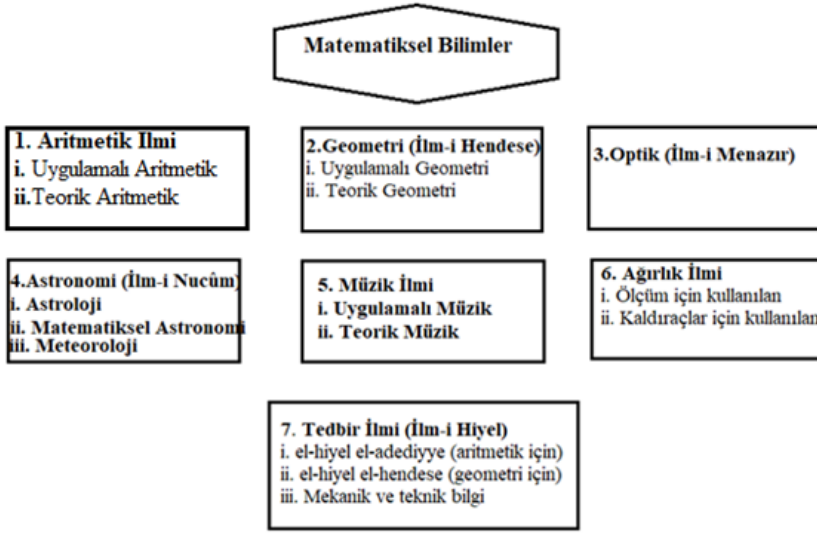 Matematiksel Bilimler
1. Aritmetik Ilmi
i. Uygulamalı Aritmetik
ii.Teorik Aritmetik
2.Geometri (İlm-i Hendese)
i. Uygulamalı Geometri
ii. Teorik Geometri
3.Optik (İlm-i Menazır)
4.Astronomi (İlm-i Nucûm)
i. Astroloji
ii. Matematiksel Astronomi
iii. Meteoroloji
5. Müzik İlmi
i. Uygulamalı Müzik
ii. Teorik Müzik
6. Ağırlık İlmi
i. Ölçüm için kullanılan
ii. Kaldıraçlar için kullanılan
7. Tedbir İlmi (İlm-i Hiyel)
i. el-hiyel el-adediyye (aritmetik için)
ii. el-hiyel el-hendese (geometri için)
iii. Mekanik ve teknik bilgi